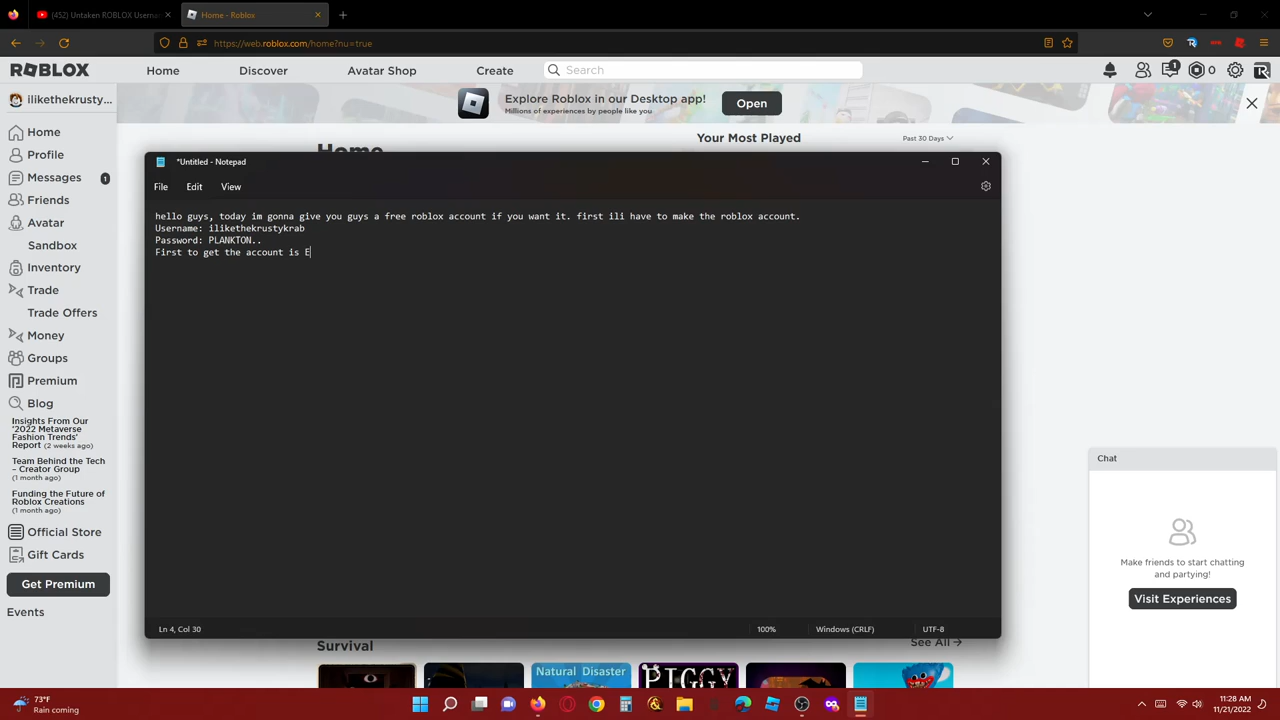 (452) Untaken ROBLOX Userna
Home - Roblox
https://web.roblox.com/home?nu=true
ROBLOX
Home
Discover
Avatar Shop
Create
Search
1
0
ilikethekrusty...
Explore Roblox in our Desktop app!
Millions of experiences by people like you
Open
Home
Profile
Messages
1
Friends
Avatar
Sandbox
Inventory
Trade
Trade Offers
Money
Groups
Premium
Blog
Insights From Our
'2022 Metaverse
Fashion Trends'
Report (2 weeks ago)
Team Behind the Tech
– Creator Group
(1 month ago)
Funding the Future of
Roblox Creations
(1 month ago)
Official Store
Gift Cards
Get Premium
Events
Home
Your Most Played
Past 30 Days
*Untitled - Notepad
File
Edit
View
hello guys, today im gonna give you guys a free roblox account if you want it. first ili have to make the roblox account.
Username: ilikethekrustykrab
Password: PLANKTON..
First to get the account is E
Ln 4, Col 30
100%
Windows (CRLF)
UTF-8
Survival
See All
Natural Disaster
PIGGY
Chat
Make friends to start chatting
and partying!
Visit Experiences
73°F
Rain coming
11:28 AM
11/21/2022